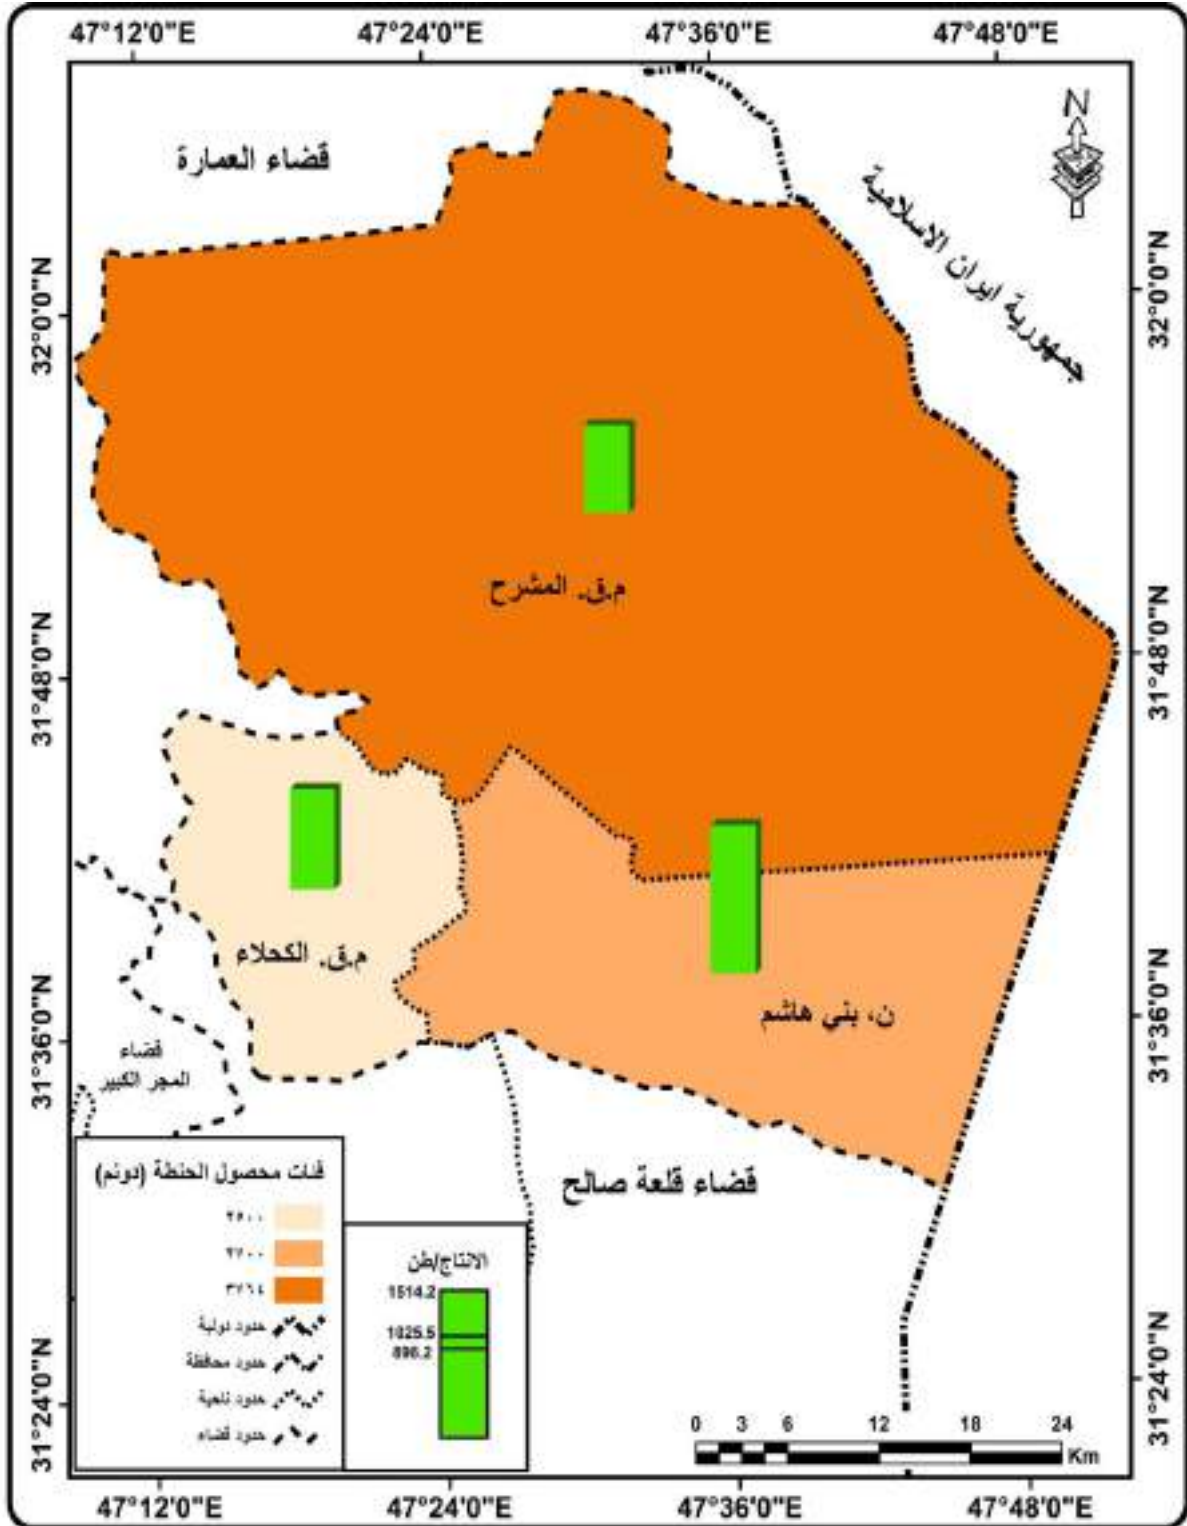 47°12'0"E 47°24'0"E 47°36'0"E 47°48'0"E
N
قضاء العمارة
جمهورية ايران الاسلامية
32°0'0"N 32°0'0"N
م.ق. المشرح
31°48'0"N 31°48'0"N
م.ق. الكحلاء
ن، بني هاشم
31°36'0"N 31°36'0"N
قضاء
المجر الكبير
قضاء قلعة صالح
فئات محصول الحنطة (دونم)
٢٦٠٠
٢٧٠٠
٣٧٦٤
حدود دولية
حدود محافظة
حدود ناحية
حدود قضاء
الانتاج/طن
1514.2
1025.5
898.2
31°24'0"N 31°24'0"N
0 3 6 12 18 24
Km
47°12'0"E 47°24'0"E 47°36'0"E 47°48'0"E